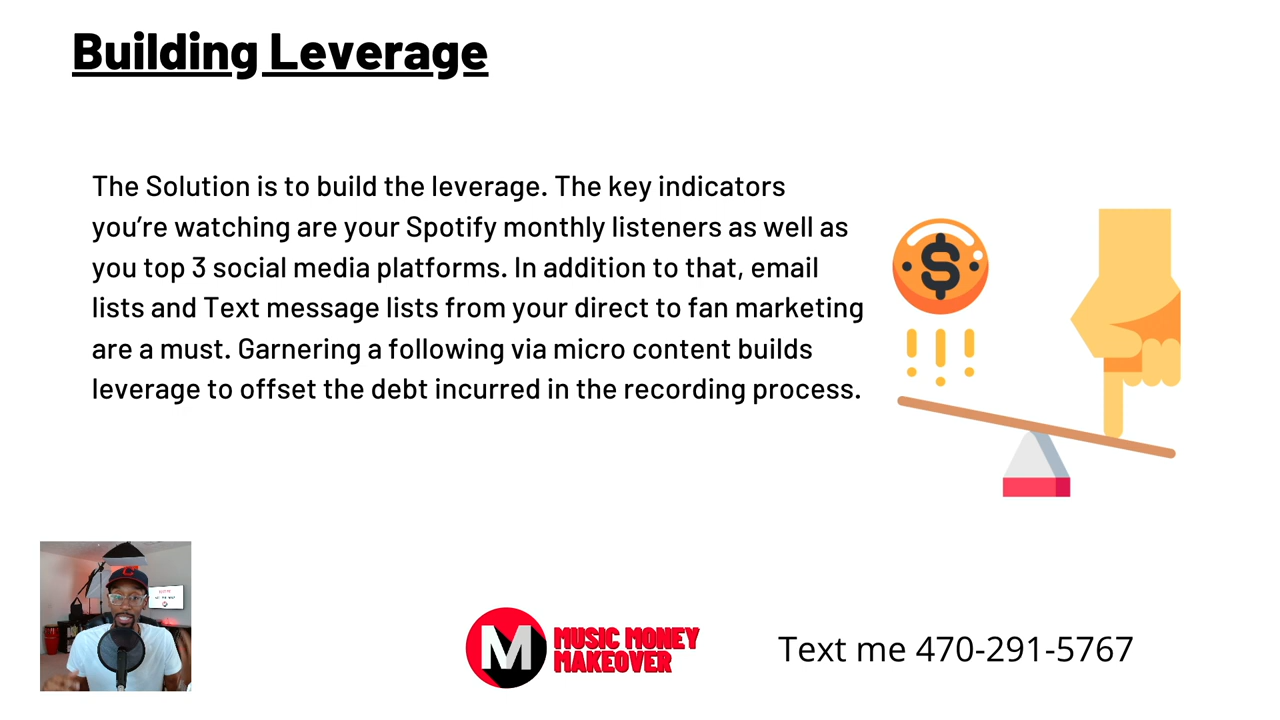 Building Leverage
The Solution is to build the leverage. The key indicators
you’re watching are your Spotify monthly listeners as well as
you top 3 social media platforms. In addition to that, email
lists and Text message lists from your direct to fan marketing
are a must. Garnering a following via micro content builds
leverage to offset the debt incurred in the recording process.
M
MUSIC MONEY
MAKEOVER
Text me 470-291-5767